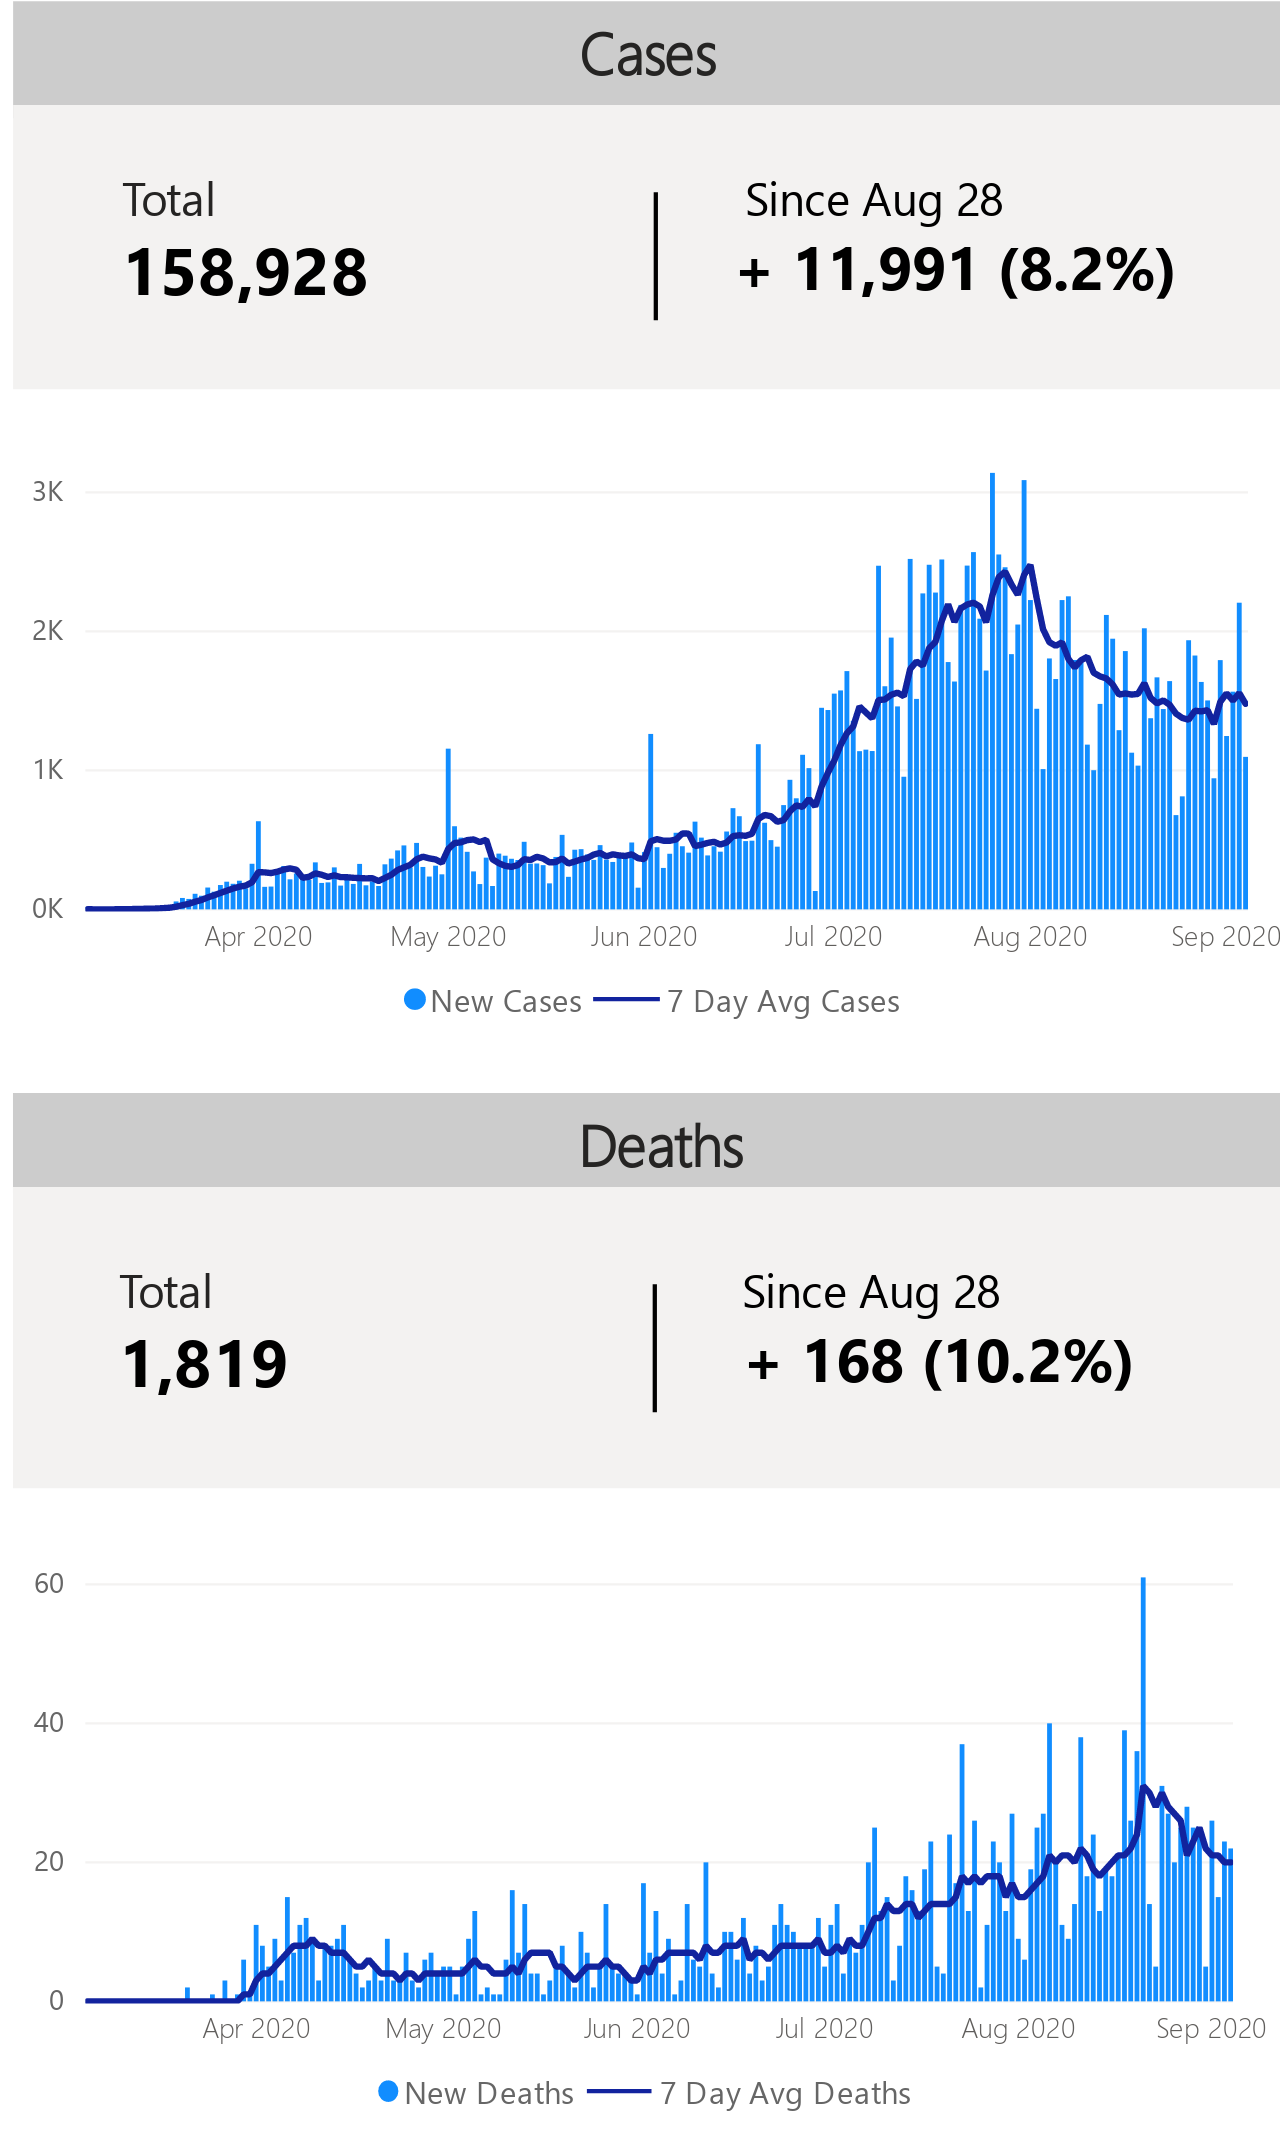 Cases
Total
158,928
Since Aug 28
+ 11,991 (8.2%)
3K
2K
1K
0K
Apr 2020 May 2020 Jun 2020 Jul 2020 Aug 2020 Sep 2020
New Cases 7 Day Avg Cases
Deaths
Total
1,819
Since Aug 28
+ 168 (10.2%)
60
40
20
0
Apr 2020 May 2020 Jun 2020 Jul 2020 Aug 2020 Sep 2020
New Deaths 7 Day Avg Deaths